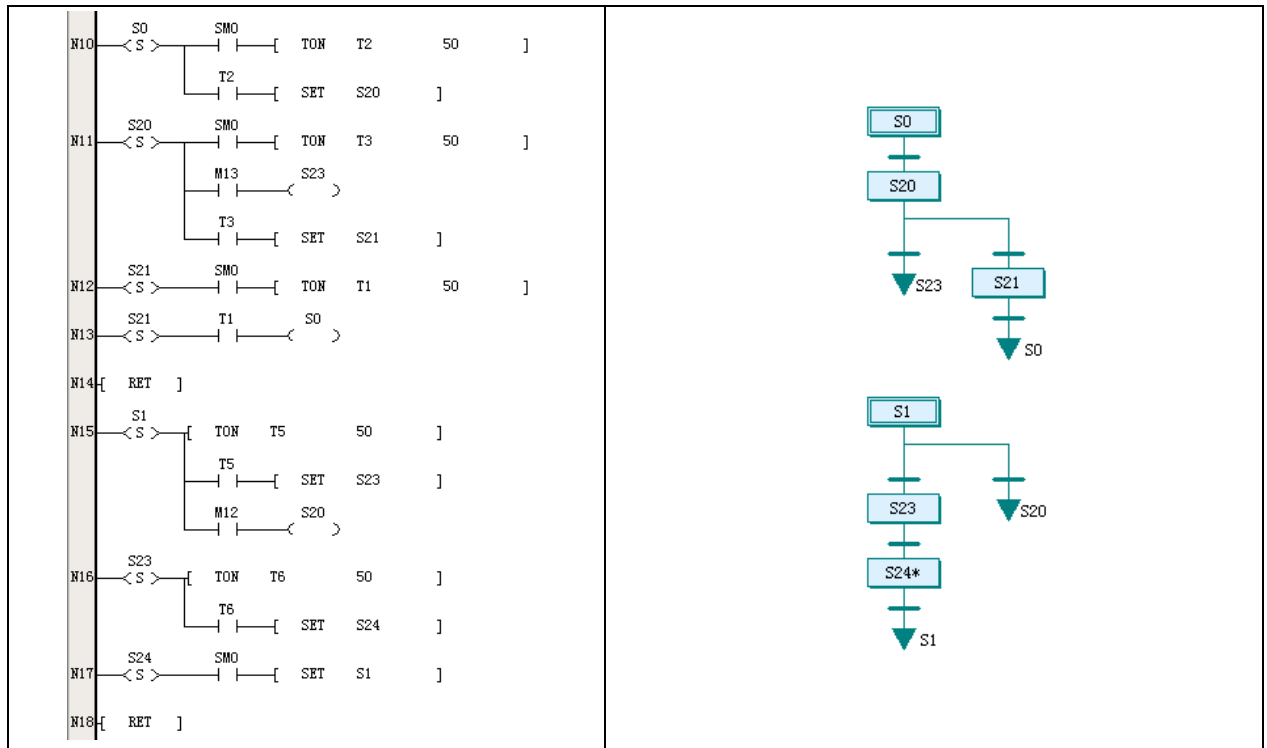 S0 SM0
N10 < S > [ TON T2 50 ]
T2
[ SET S20 ]
S20 SM0
N11 < S > [ TON T3 50 ]
M13 S23
( )
T3
[ SET S21 ]
S21 SM0
N12 < S > [ TON T1 50 ]
S21 T1 S0
N13 < S > ( )
N14 [ RET ]
S1
N15 < S > [ TON T5 50 ]
T5
[ SET S23 ]
M12 S20
( )
S23
N16 < S > [ TON T6 50 ]
T6
[ SET S24 ]
S24 SM0
N17 < S > [ SET S1 ]
N18 [ RET ]
S0
S20
S23 S21
S0
S1
S23 S20
S24*
S1